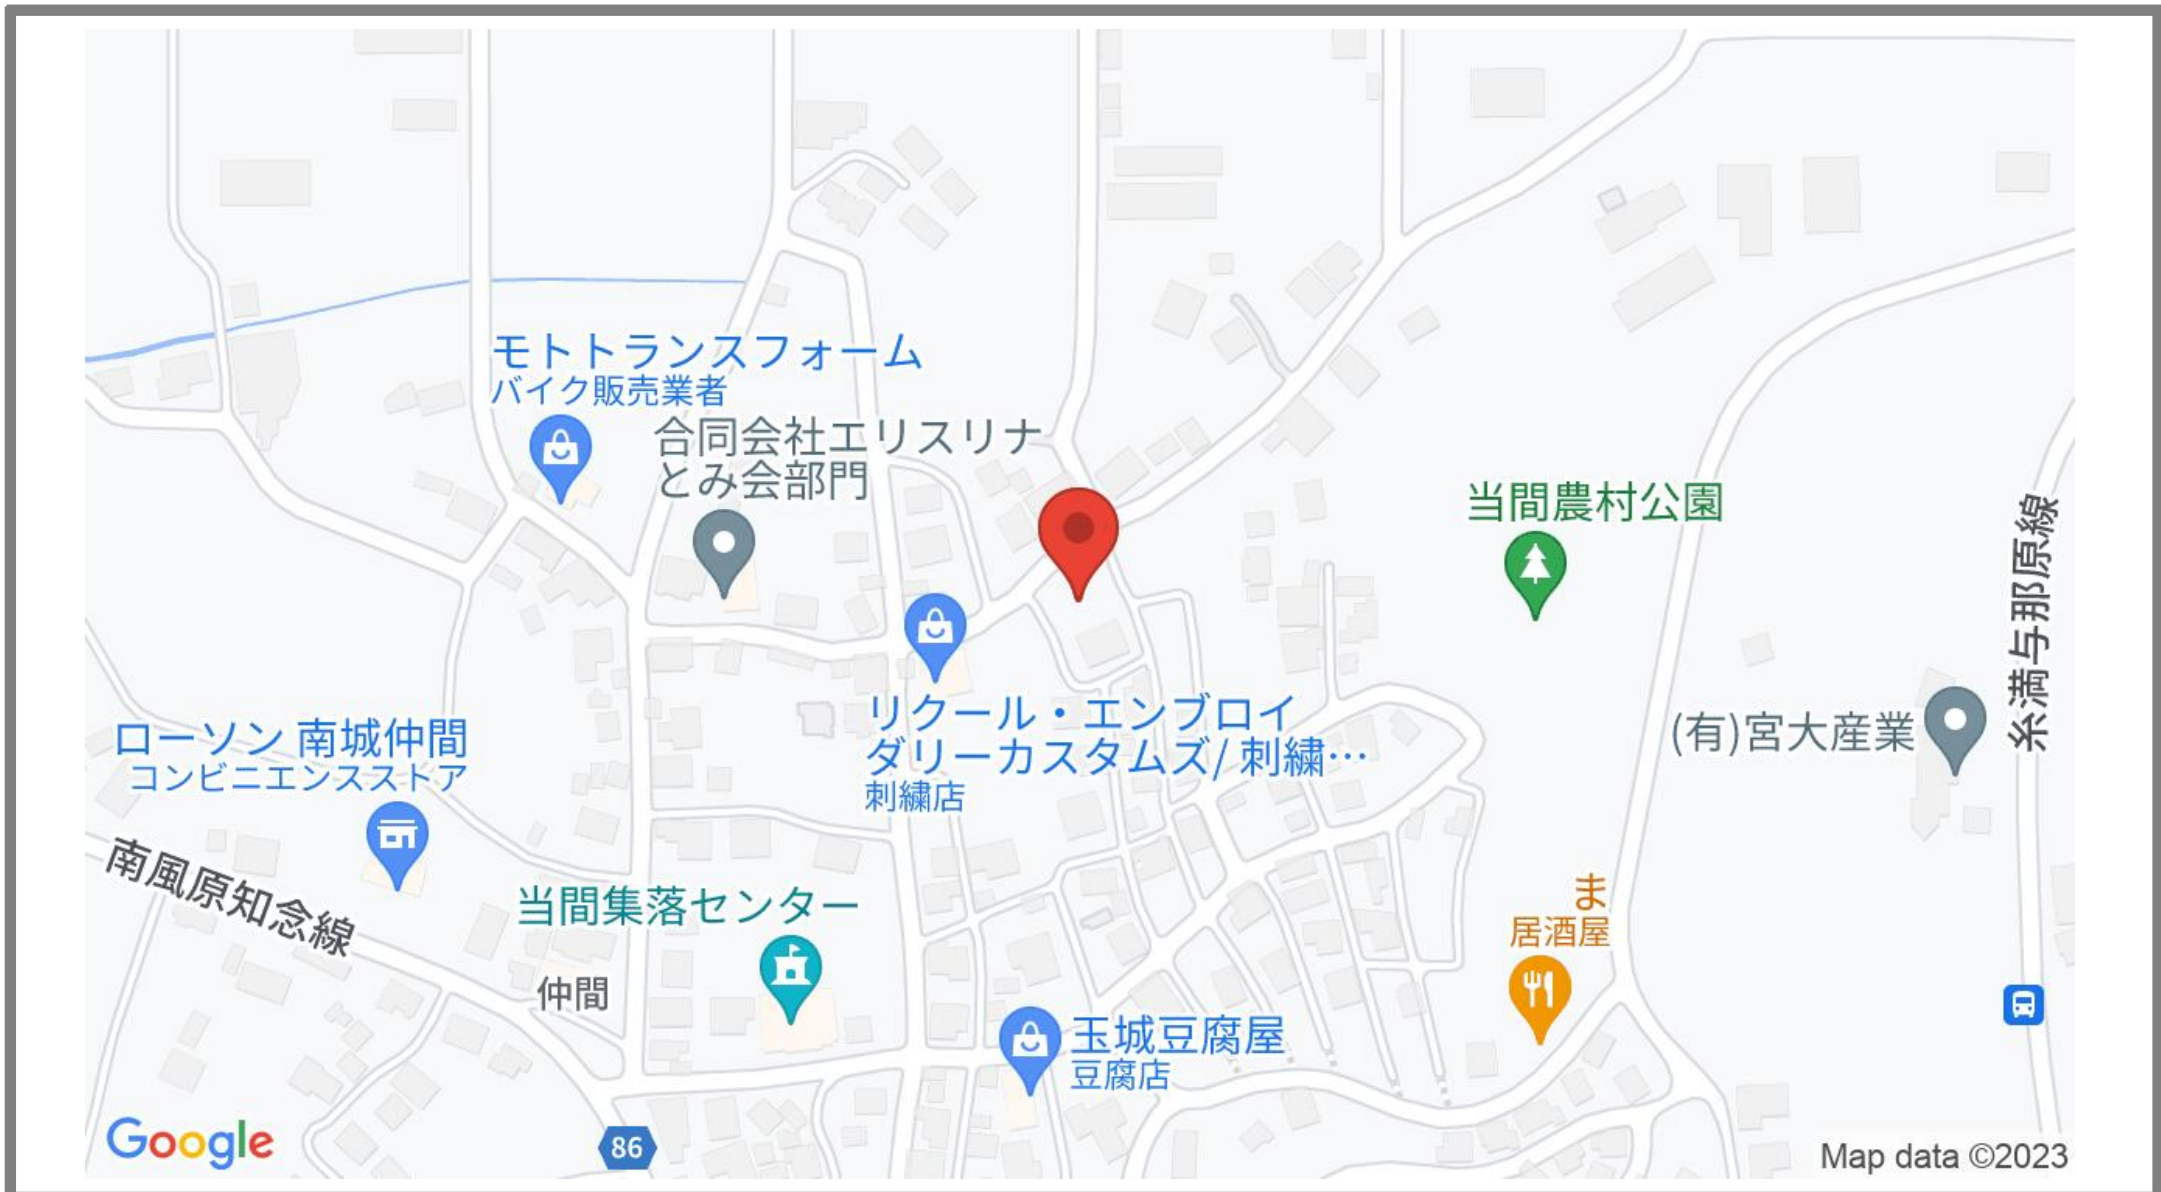 モトトランスフォーム
バイク販売業者
合同会社エリスリナ
とみ会部門
当間農村公園
糸満与那原線
リクール・エンブロイ
ダリーカスタムズ/ 刺繍…
刺繍店
(有)宮大産業
ローソン 南城仲間
コンビニエンスストア
南風原知念線
当間集落センター
ま
居酒屋
仲間
玉城豆腐屋
豆腐店
86
Google
Map data ©2023